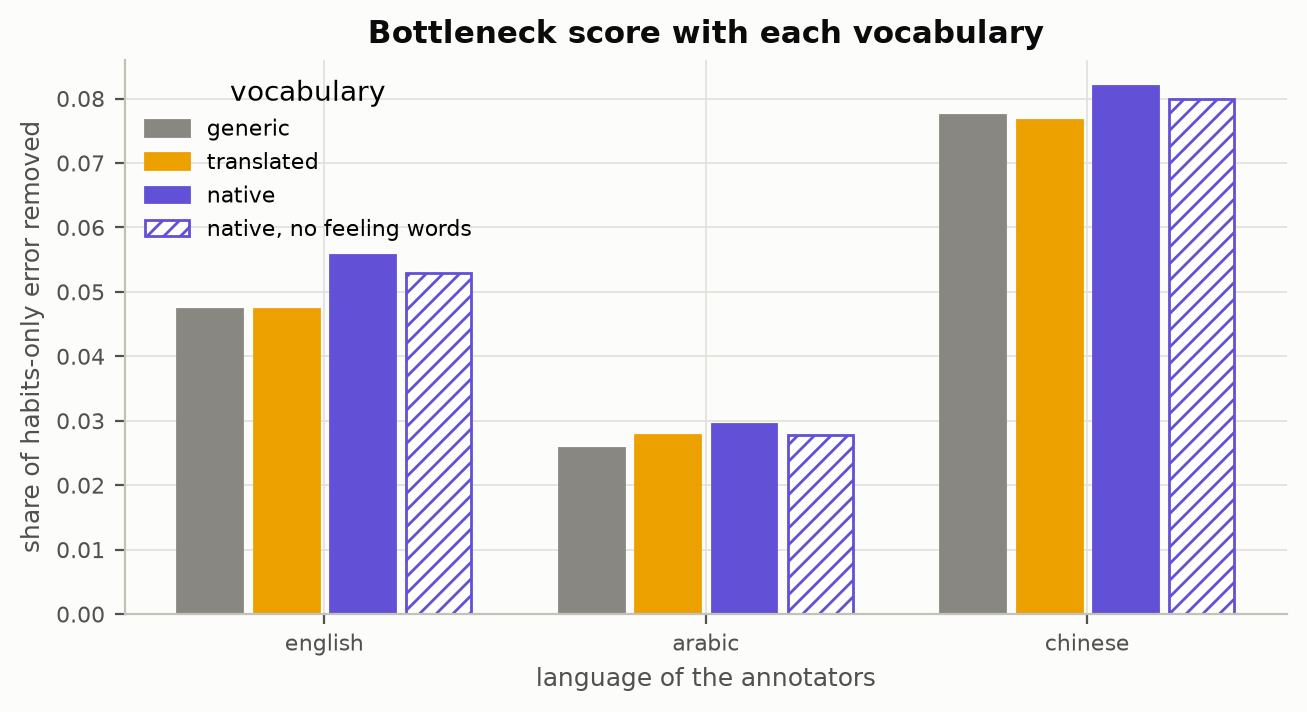 Bottleneck score with each vocabulary
share of habits-only error removed
0.08
0.07
0.06
0.05
0.04
0.03
0.02
0.01
0.00
vocabulary
generic
translated
native
native, no feeling words
english
arabic
chinese
language of the annotators